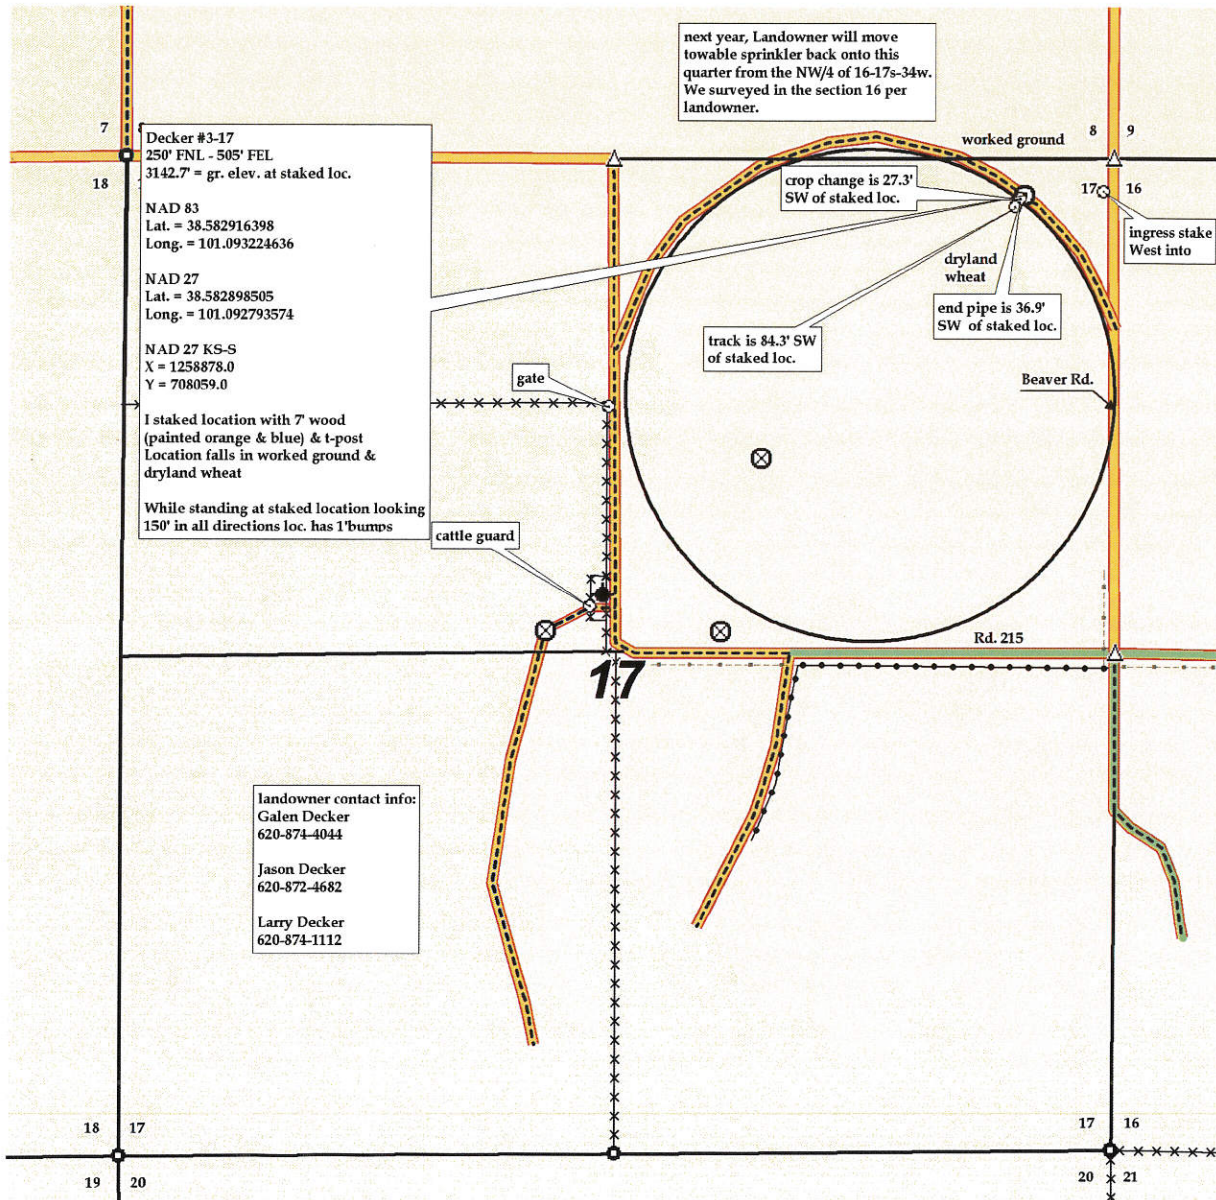 next year, Landowner will move
towable sprinkler back onto this
quarter from the NW/4 of 16-17s-34w.
We surveyed in the section 16 per
landowner.
7
8 9
worked ground
Decker #3-17
250' FNL - 505' FEL
3142.7' = gr. elev. at staked loc.
18
NAD 83
Lat. = 38.582916398
Long. = 101.093224636
NAD 27
Lat. = 38.582898505
Long. = 101.092793574
NAD 27 KS-S
X = 1258878.0
Y = 708059.0
I staked location with 7' wood
(painted orange & blue) & t-post
Location falls in worked ground &
dryland wheat
While standing at staked location looking
150' in all directions loc. has 1'bumps
crop change is 27.3'
SW of staked loc.
17 16
ingress stake
West into
dryland
wheat
end pipe is 36.9'
SW of staked loc.
track is 84.3' SW
of staked loc.
gate
Beaver Rd.
cattle guard
Rd. 215
17
landowner contact info:
Galen Decker
620-874-4044
Jason Decker
620-872-4682
Larry Decker
620-874-1112
18 17
17 16
19 20
20 21